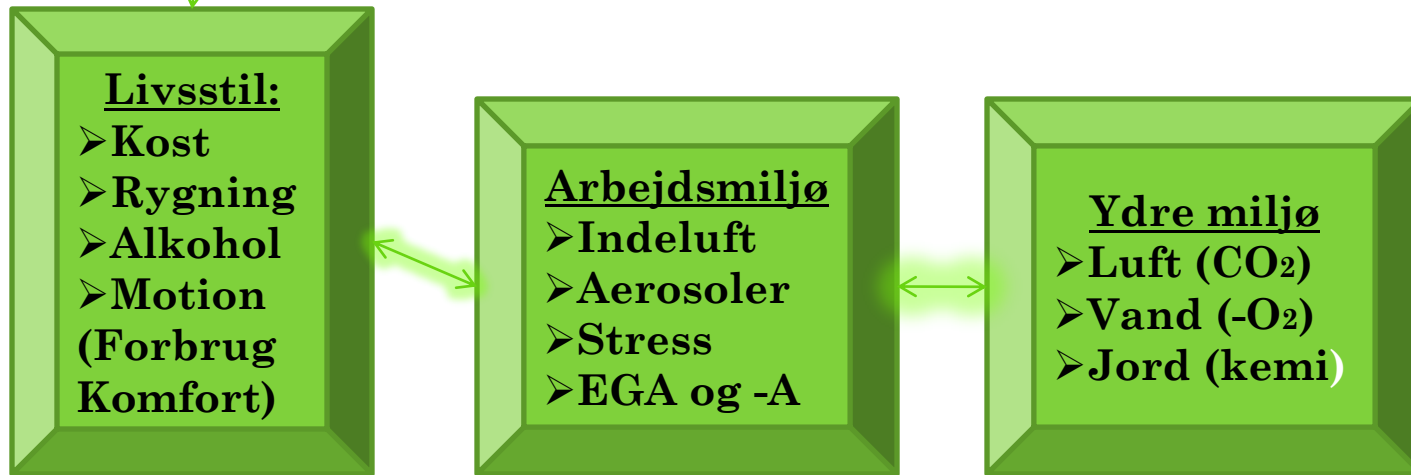 Livsstil:
➢Kost
➢Rygning
➢Alkohol
➢Motion
(Forbrug
Komfort)
Arbejdsmiljø
➢Indeluft
➢Aerosoler
➢Stress
➢EGA og -A
Ydre miljø
➢Luft (CO₂)
➢Vand (-O₂)
➢Jord (kemi)